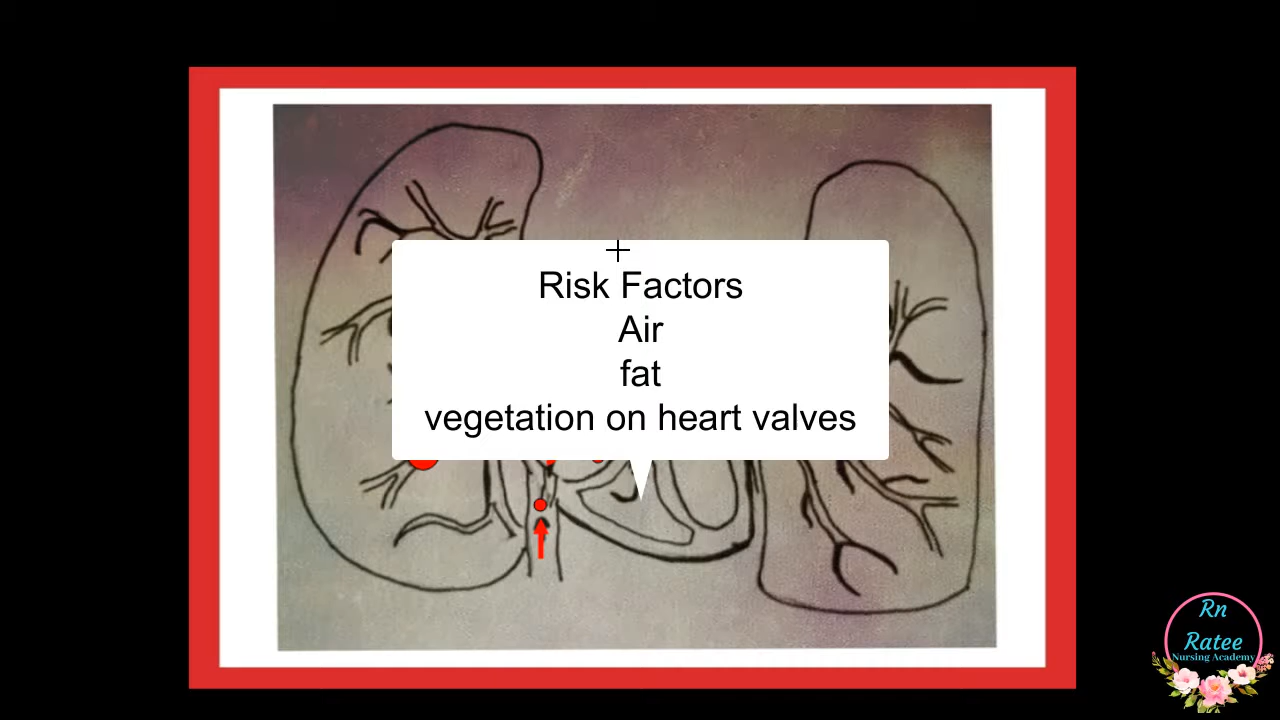 Risk Factors
Air
fat
vegetation on heart valves
Rn
Ratee
Nursing Academy